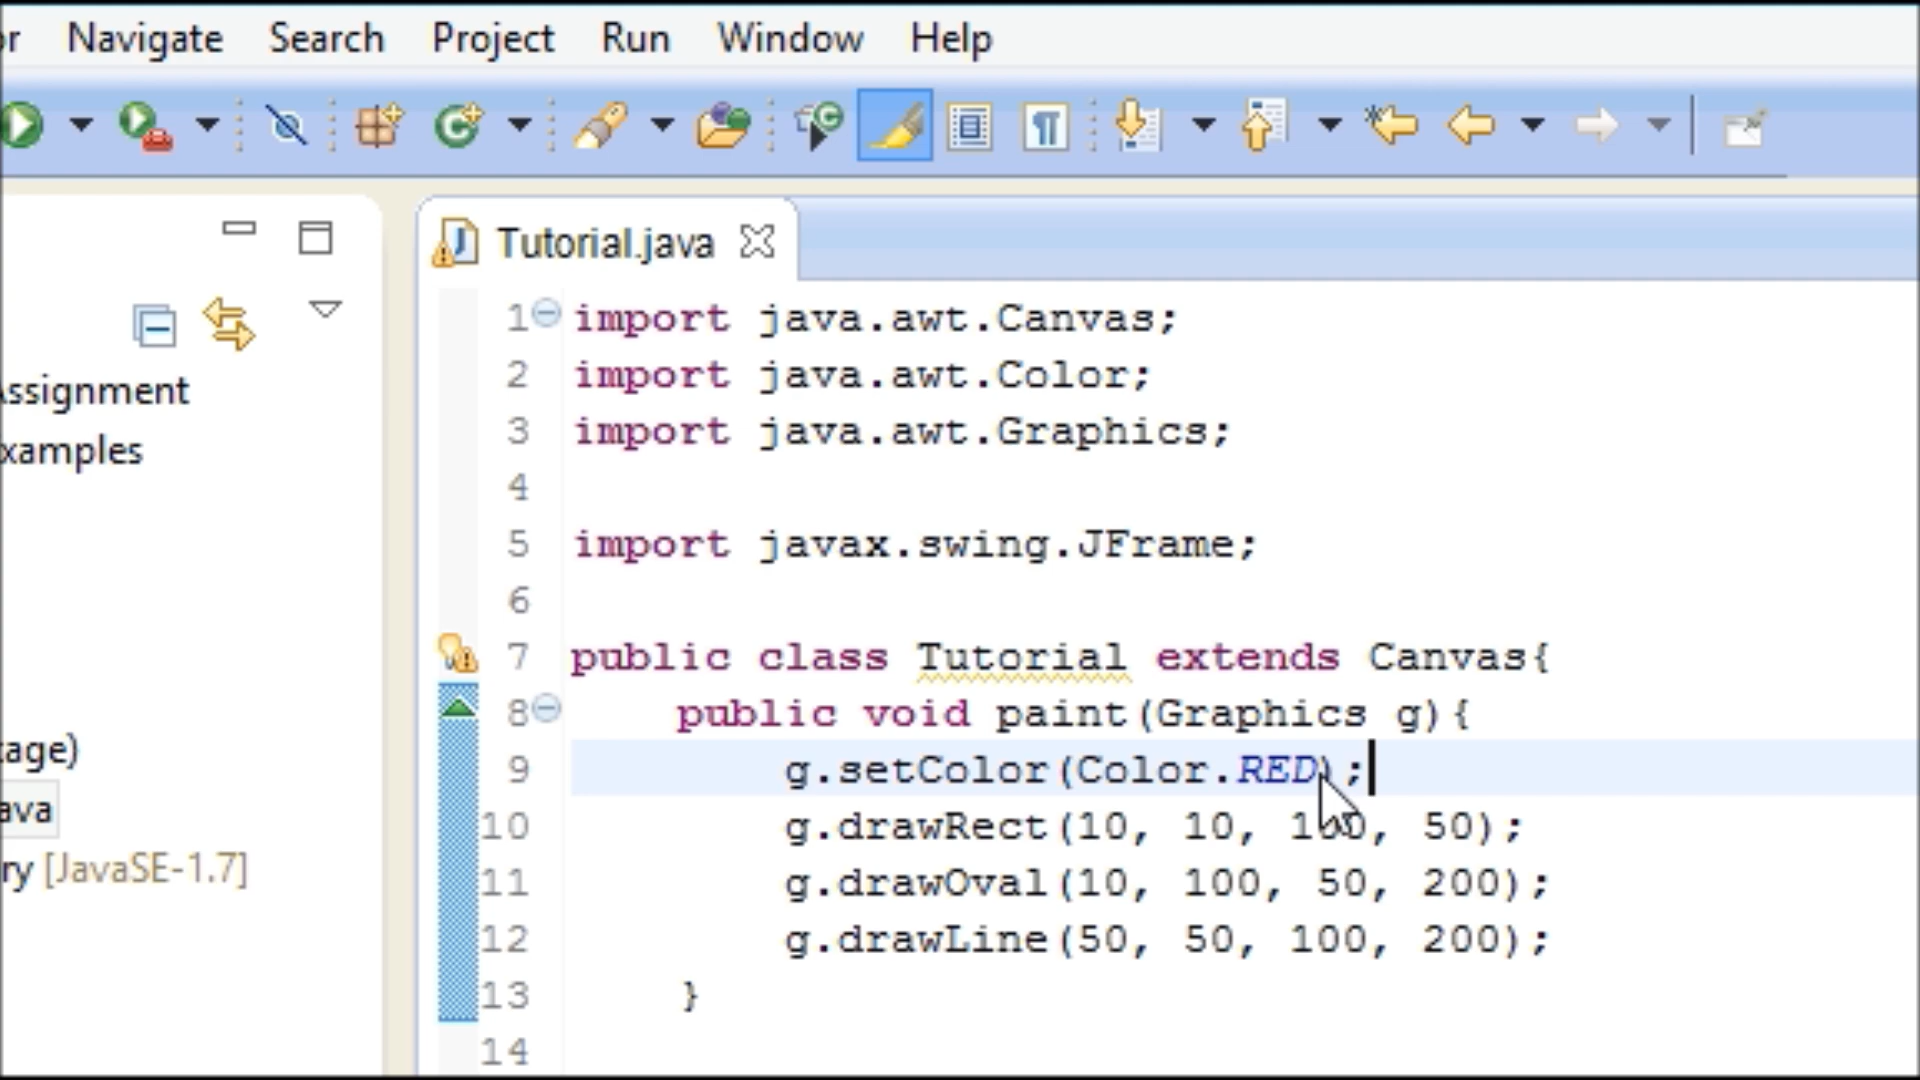 r Navigate Search Project Run Window Help
Tutorial.java
ssignment
xamples
age)
ava
ry [JavaSE-1.7]
1 import java.awt.Canvas;
2 import java.awt.Color;
3 import java.awt.Graphics;
4
5 import javax.swing.JFrame;
6
7 public class Tutorial extends Canvas{
8 public void paint(Graphics g){
9 g.setColor(Color.RED);
10 g.drawRect(10, 10, 100, 50);
11 g.drawOval(10, 100, 50, 200);
12 g.drawLine(50, 50, 100, 200);
13 }
14